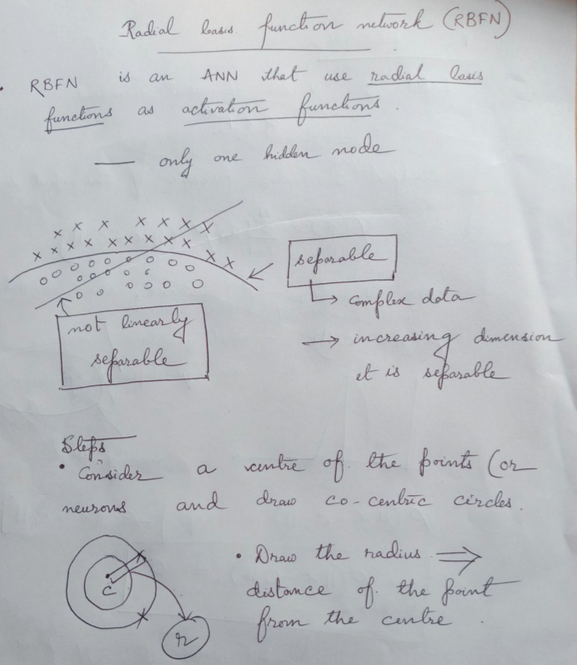 Radial basis function network (RBFN)
• RBFN is an ANN that use radial basis
functions as activation functions.
— only one hidden node
separable
→ Complex data
→ increasing dimension
it is separable
not linearly
separable
Steps
• Consider a centre of the points (or
neurons and draw co-centric circles.
• Draw the radius ⇒
distance of the point
from the centre.
C
r